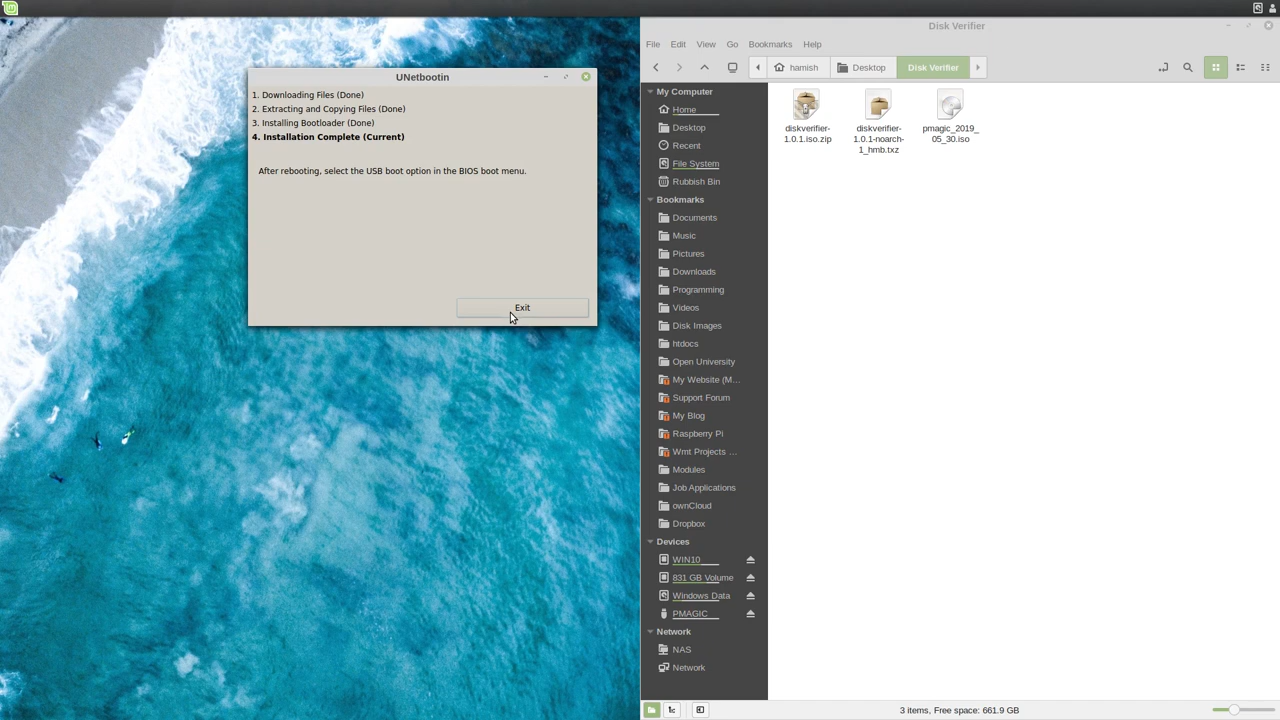 UNetbootin
1. Downloading Files (Done)
2. Extracting and Copying Files (Done)
3. Installing Bootloader (Done)
4. Installation Complete (Current)
After rebooting, select the USB boot option in the BIOS boot menu.
Exit
Disk Verifier
File Edit View Go Bookmarks Help
hamish Desktop Disk Verifier
My Computer
Home
Desktop
Recent
File System
Rubbish Bin
Bookmarks
Documents
Music
Pictures
Downloads
Programming
Videos
Disk Images
htdocs
Open University
My Website (M...
Support Forum
My Blog
Raspberry Pi
Wmt Projects ...
Modules
Job Applications
ownCloud
Dropbox
Devices
WIN10
831 GB Volume
Windows Data
PMAGIC
Network
NAS
Network
diskverifier-
1.0.1.iso.zip
diskverifier-
1.0.1-noarch-
1_hmb.txz
pmagic_2019_
05_30.iso
3 items, Free space: 661.9 GB